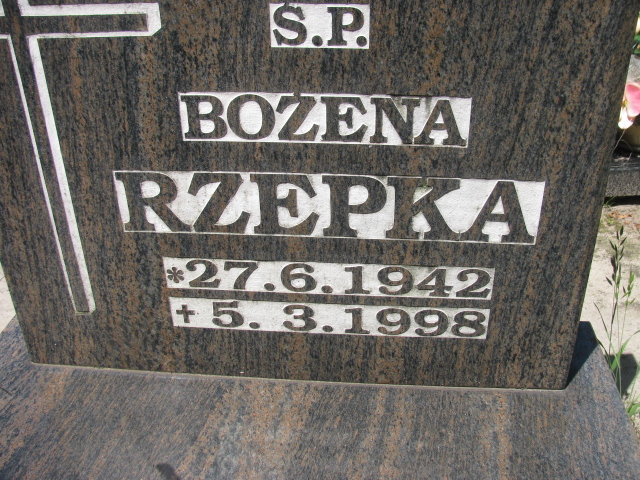 Ś.P.
BOŻENA
RZEPKA
*27.6.1942
+ 5. 3.1998